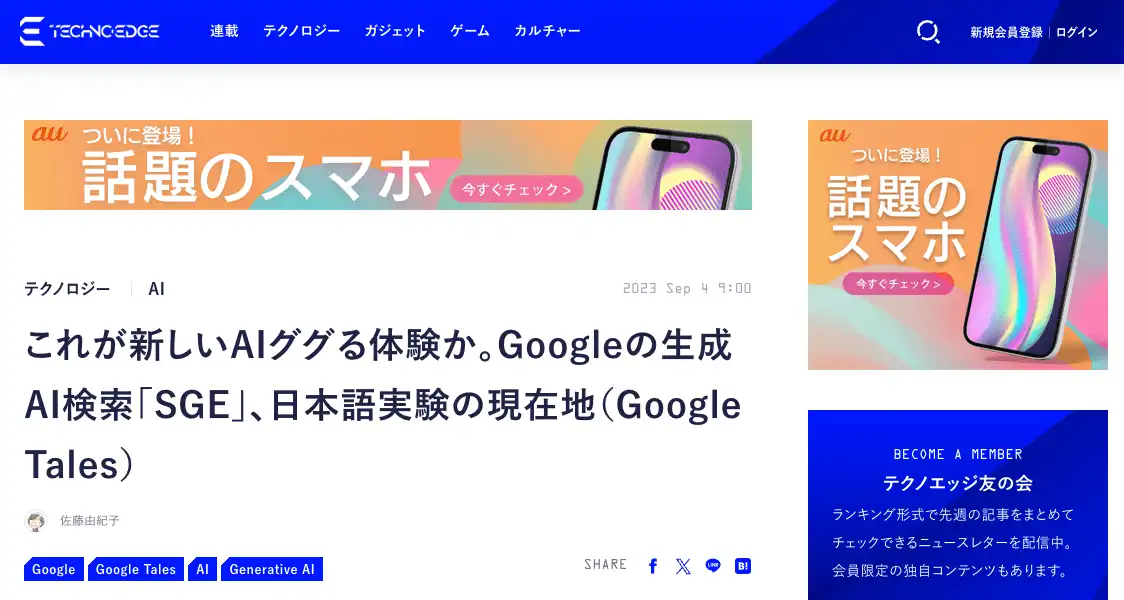 TECHNO-EDGE
連載 テクノロジー ガジェット ゲーム カルチャー
新規会員登録 | ログイン
au ついに登場!
話題のスマホ
今すぐチェック >
au
ついに登場!
話題の
スマホ
今すぐチェック >
テクノロジー | AI
2023 Sep 4 9:00
これが新しいAIググる体験か。Googleの生成
AI検索「SGE」、日本語実験の現在地(Google
Tales)
佐藤由紀子
Google Google Tales AI Generative AI
SHARE
LINE
B!
BECOME A MEMBER
テクノエッジ友の会
ランキング形式で先週の記事をまとめて
チェックできるニュースレターを配信中。
会員限定の独自コンテンツもあります。